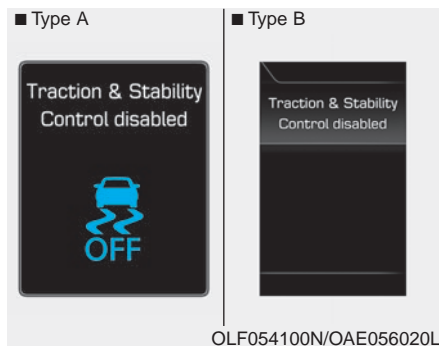 ■ Type A
Traction & Stability
Control disabled
OFF
■ Type B
Traction & Stability
Control disabled
OLF054100N/OAE056020L